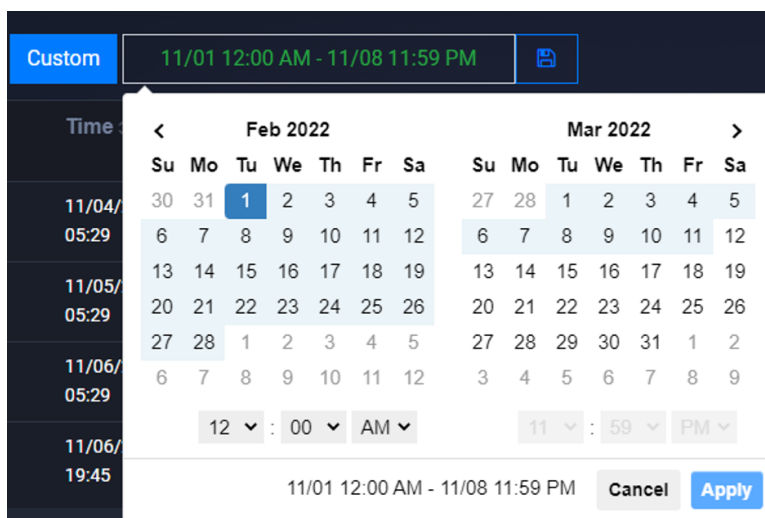 Custom 11/01 12:00 AM - 11/08 11:59 PM
Time
Feb 2022 Mar 2022
Su Mo Tu We Th Fr Sa Su Mo Tu We Th Fr Sa
30 31 1 2 3 4 5 27 28 1 2 3 4 5
6 7 8 9 10 11 12 6 7 8 9 10 11 12
13 14 15 16 17 18 19 13 14 15 16 17 18 19
20 21 22 23 24 25 26 20 21 22 23 24 25 26
27 28 1 2 3 4 5 27 28 29 30 31 1 2
6 7 8 9 10 11 12 3 4 5 6 7 8 9
12 : 00 AM 11 : 59 PM
11/01 12:00 AM - 11/08 11:59 PM Cancel Apply
11/04/
05:29
11/05/
05:29
11/06/
05:29
11/06/
19:45